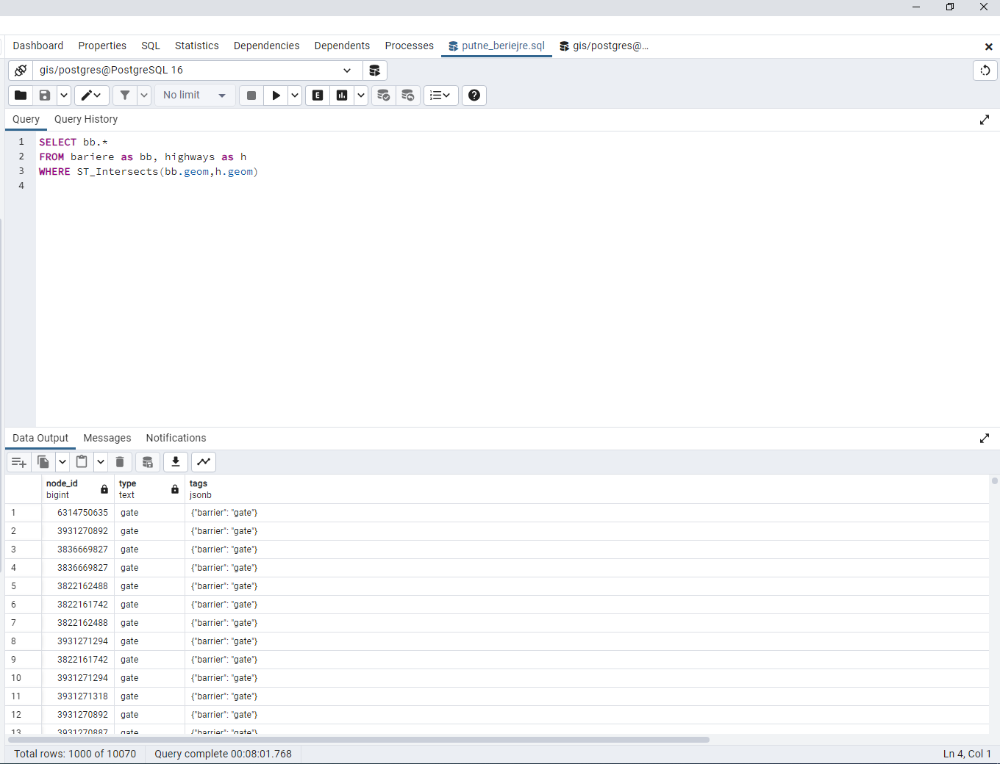 Dashboard Properties SQL Statistics Dependencies Dependents Processes putne_beriejre.sql gis/postgres@...
gis/postgres@PostgreSQL 16
No limit E
Query Query History
1 SELECT bb.*
2 FROM bariere as bb, highways as h
3 WHERE ST_Intersects(bb.geom,h.geom)
4
Data Output Messages Notifications
node_id type tags
bigint text jsonb
1 6314750635 gate {"barrier": "gate"}
2 3931270892 gate {"barrier": "gate"}
3 3836669827 gate {"barrier": "gate"}
4 3836669827 gate {"barrier": "gate"}
5 3822162488 gate {"barrier": "gate"}
6 3822161742 gate {"barrier": "gate"}
7 3822162488 gate {"barrier": "gate"}
8 3931271294 gate {"barrier": "gate"}
9 3822161742 gate {"barrier": "gate"}
10 3931271294 gate {"barrier": "gate"}
11 3931271318 gate {"barrier": "gate"}
12 3931270892 gate {"barrier": "gate"}
13 3931270887 gate {"barrier": "gate"}
Total rows: 1000 of 10070 Query complete 00:08:01.768 Ln 4, Col 1